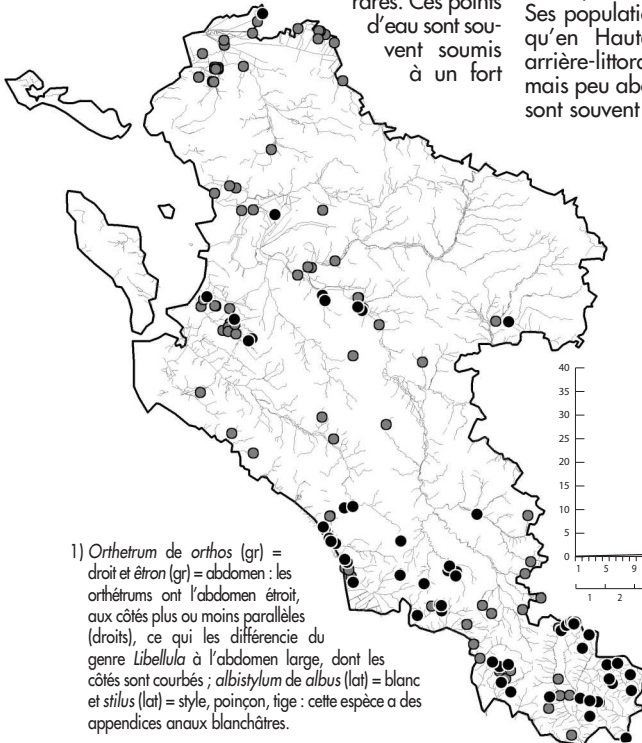 rares. Ces points
d'eau sont sou-
vent soumis
à un fort
Ses population
qu'en Haute
arrière-littora
mais peu abo
sont souvent
40
35
30
25
20
15
10
5
0
1 5 9
1 2
1) Orthetrum de orthos (gr) =
droit et êtron (gr) = abdomen : les
orthétrums ont l'abdomen étroit,
aux côtés plus ou moins parallèles
(droits), ce qui les différencie du
genre Libellula à l'abdomen large, dont les
côtés sont courbés ; albistylum de albus (lat) = blanc
et stilus (lat) = style, poinçon, tige : cette espèce a des
appendices anaux blanchâtres.